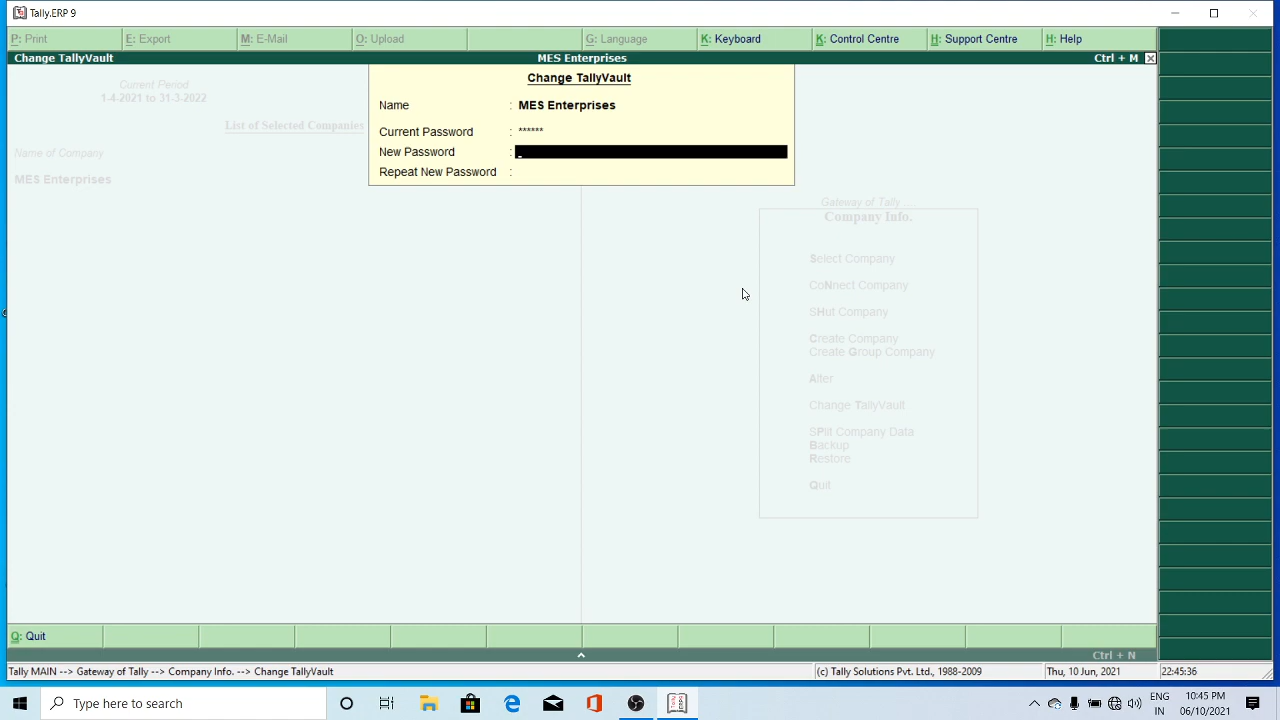 Tally.ERP 9
P: Print E: Export M: E-Mail O: Upload G: Language K: Keyboard K: Control Centre H: Support Centre H: Help
Change TallyVault MES Enterprises Ctrl + M
Change TallyVault
Name : MES Enterprises
Current Password : ******
New Password :
Repeat New Password :
Current Period
1-4-2021 to 31-3-2022
List of Selected Companies
Name of Company
MES Enterprises
Gateway of Tally ...
Company Info.
Select Company
CoNnect Company
SHut Company
Create Company
Create Group Company
Alter
Change TallyVault
SPlit Company Data
Backup
Restore
Quit
Q: Quit
Ctrl + N
Tally MAIN --> Gateway of Tally --> Company Info. --> Change TallyVault (c) Tally Solutions Pvt. Ltd., 1988-2009 Thu, 10 Jun, 2021 22:45:36
Type here to search
ENG 10:45 PM
IN 06/10/2021